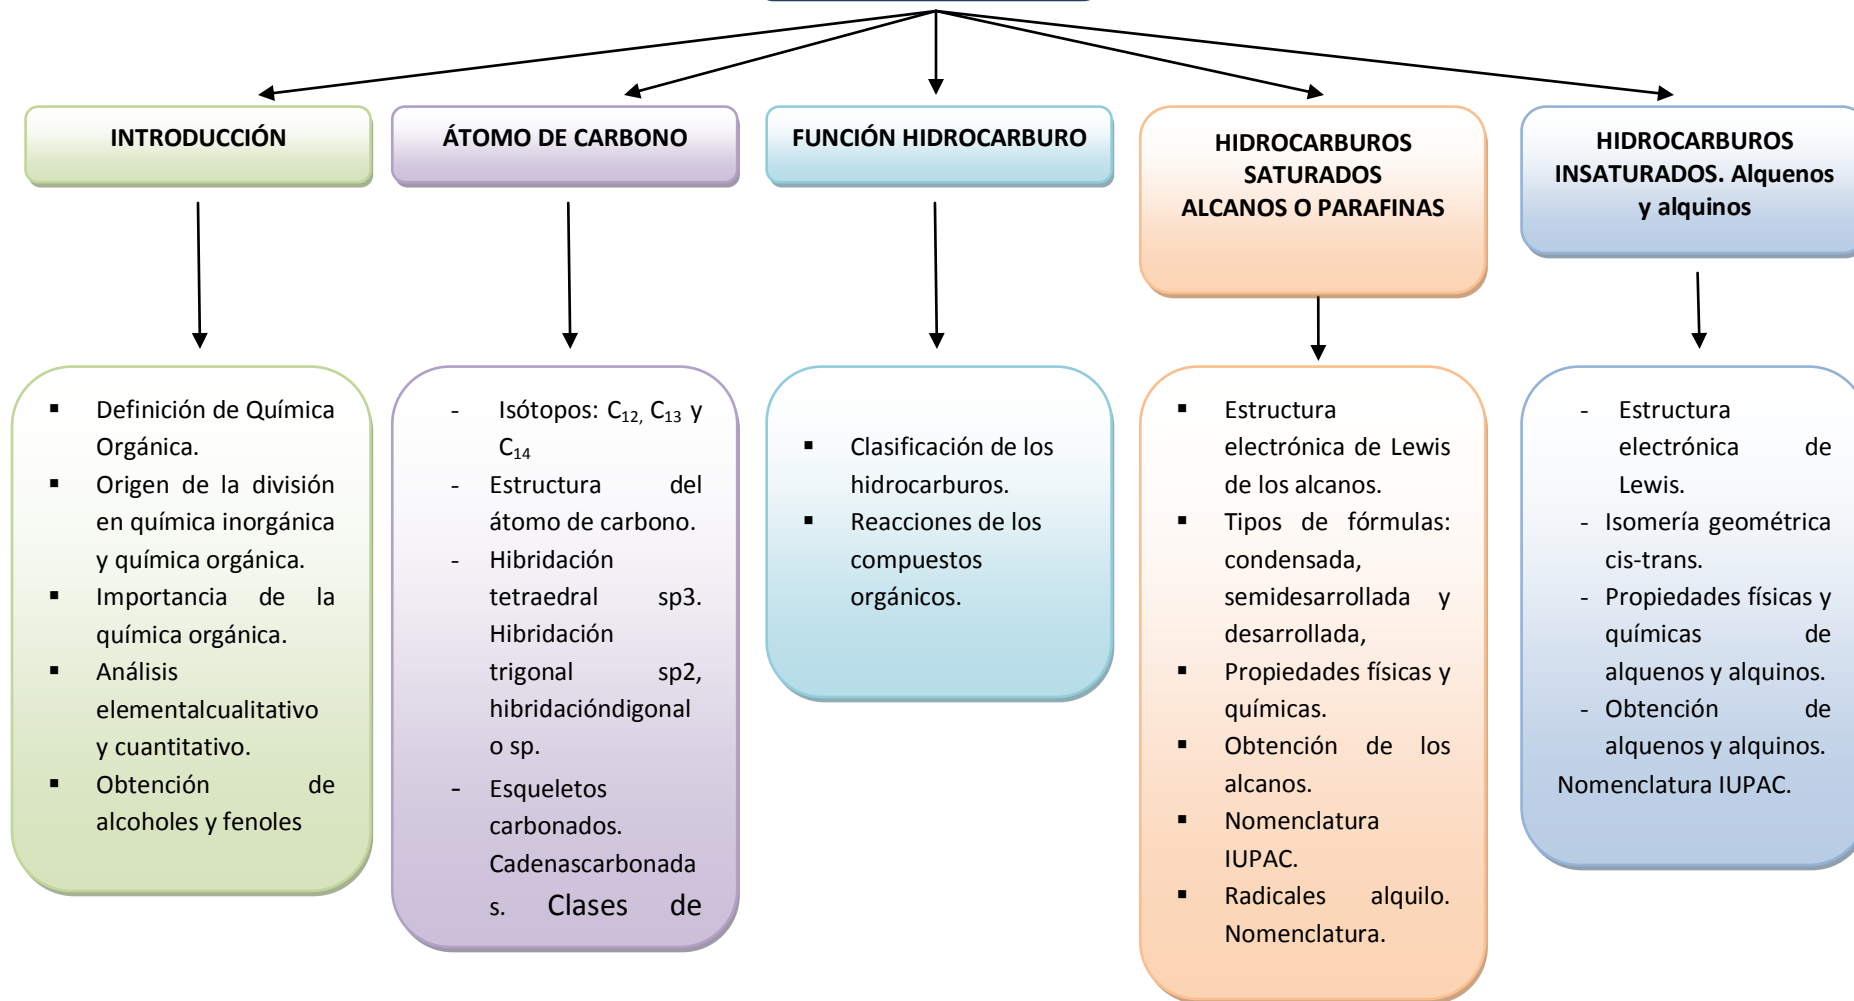 INTRODUCCIÓN
ÁTOMO DE CARBONO
FUNCIÓN HIDROCARBURO
HIDROCARBUROS
SATURADOS
ALCANOS O PARAFINAS
HIDROCARBUROS
INSATURADOS. Alquenos
y alquinos
▪ Definición de Química
Orgánica.
▪ Origen de la división
en química inorgánica
y química orgánica.
▪ Importancia de la
química orgánica.
▪ Análisis
elementalcualitativo
y cuantitativo.
▪ Obtención de
alcoholes y fenoles
- Isótopos: C₁₂, C₁₃ y
C₁₄
- Estructura del
átomo de carbono.
- Hibridación
tetraedral sp3.
Hibridación
trigonal sp2,
hibridacióndigonal
o sp.
- Esqueletos
carbonados.
Cadenascarbonada
s. Clases de
▪ Clasificación de los
hidrocarburos.
▪ Reacciones de los
compuestos
orgánicos.
▪ Estructura
electrónica de Lewis
de los alcanos.
▪ Tipos de fórmulas:
condensada,
semidesarrollada y
desarrollada,
▪ Propiedades físicas y
químicas.
▪ Obtención de los
alcanos.
▪ Nomenclatura
IUPAC.
▪ Radicales alquilo.
Nomenclatura.
- Estructura
electrónica de
Lewis.
- Isomería geométrica
cis-trans.
- Propiedades físicas y
químicas de
alquenos y alquinos.
- Obtención de
alquenos y alquinos.
Nomenclatura IUPAC.